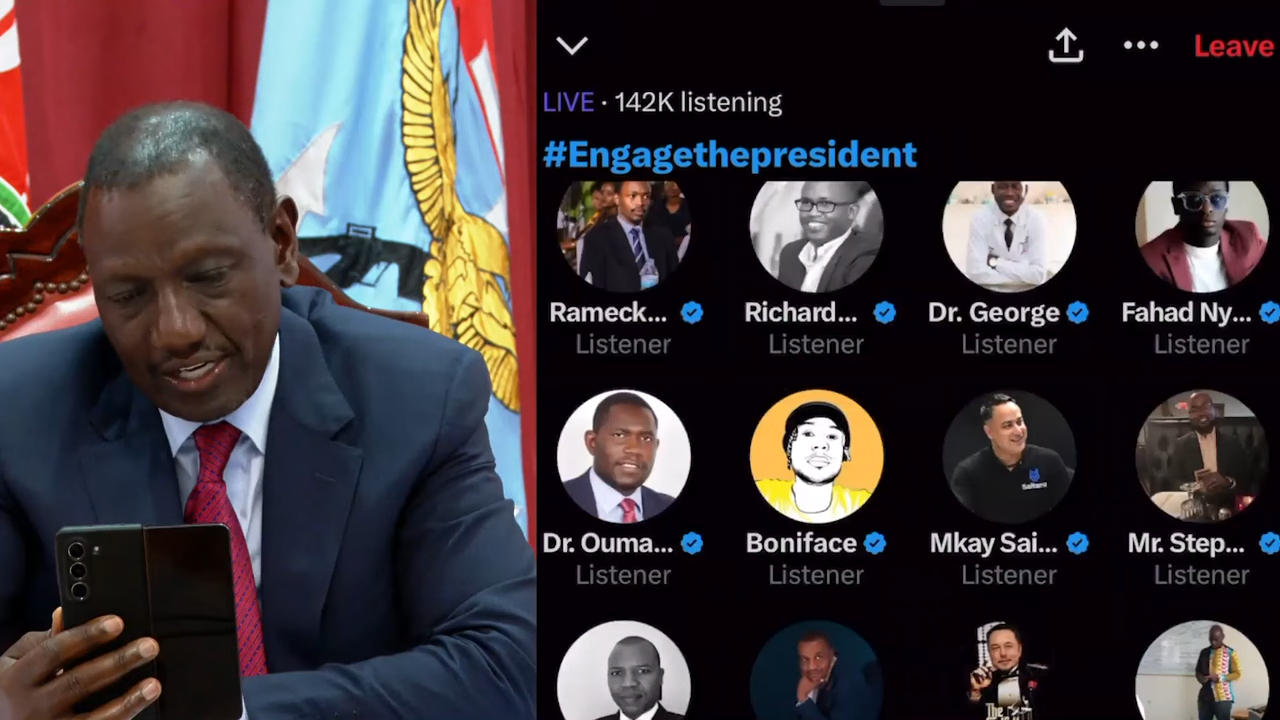 Leave
LIVE · 142K listening
#Engagethepresident
Rameck... Richard... Dr. George Fahad Ny...
Listener Listener Listener Listener
Dr. Ouma... Boniface Mkay Sai... Mr. Step...
Listener Listener Listener Listener
The